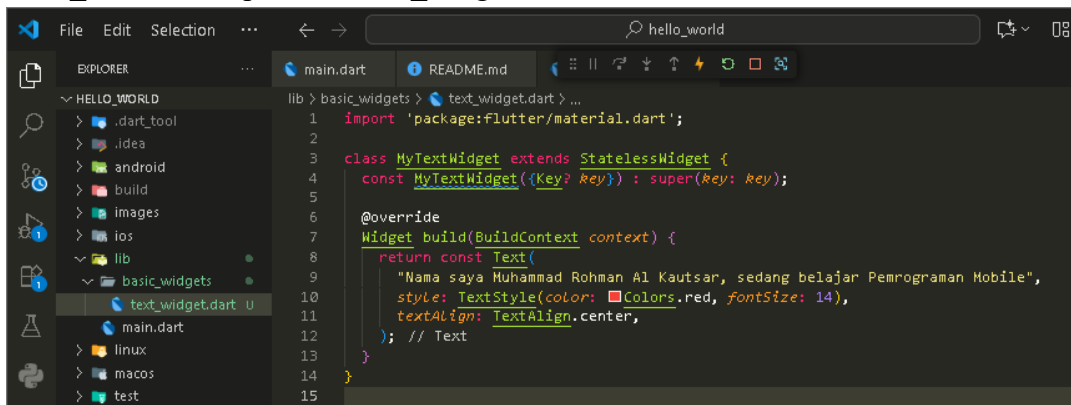 File Edit Selection ... hello_world
EXPLORER ... main.dart README.md
HELLO_WORLD lib > basic_widgets > text_widget.dart > ...
.dart_tool 1 import 'package:flutter/material.dart';
.idea 2
android 3 class MyTextWidget extends StatelessWidget {
build 4 const MyTextWidget({Key? key}) : super(key: key);
images 5
ios 6 @override
lib 7 Widget build(BuildContext context) {
basic_widgets 8 return const Text(
9 "Nama saya Muhammad Rohman Al Kautsar, sedang belajar Pemrograman Mobile",
text_widget.dart U 10 style: TextStyle(color: Colors.red, fontSize: 14),
main.dart 11 textAlign: TextAlign.center,
linux 12 ); // Text
macos 13 }
test 14 }
15